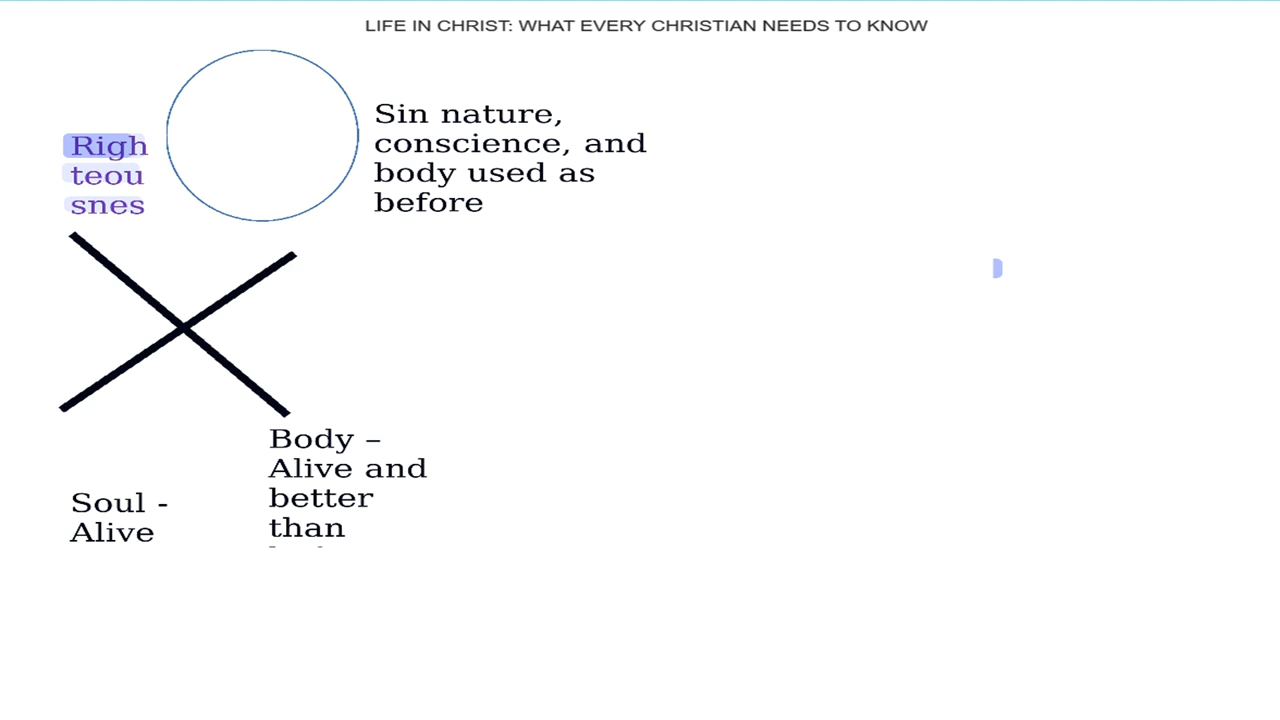 LIFE IN CHRIST: WHAT EVERY CHRISTIAN NEEDS TO KNOW
Righ
teou
snes
Sin nature,
conscience, and
body used as
before
Body –
Alive and
better
than
Soul -
Alive